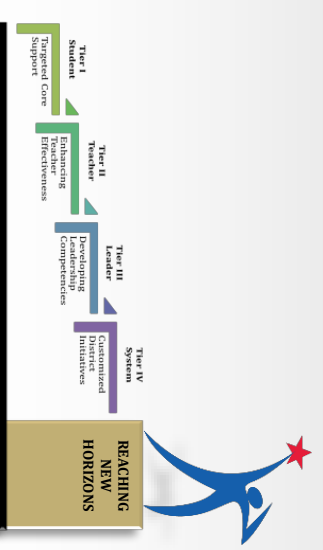 Tier I
Student
Targeted Core
Support
Tier II
Teacher
Enhancing
Teacher
Effectiveness
Tier III
Leader
Developing
Leadership
Competencies
Tier IV
System
Customized
District
Initiatives
REACHING
NEW
HORIZONS